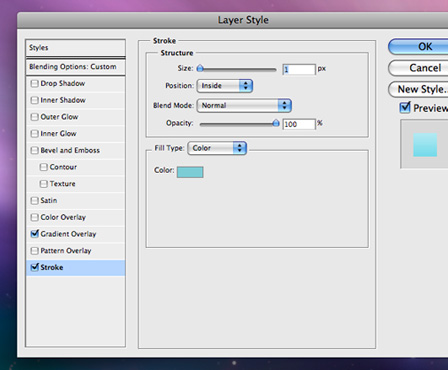 Layer Style
Styles
Blending Options: Custom
Drop Shadow
Inner Shadow
Outer Glow
Inner Glow
Bevel and Emboss
Contour
Texture
Satin
Color Overlay
Gradient Overlay
Pattern Overlay
Stroke
Stroke
Structure
Size: 1 px
Position: Inside
Blend Mode: Normal
Opacity: 100 %
Fill Type: Color
Color:
OK
Cancel
New Style..
Preview